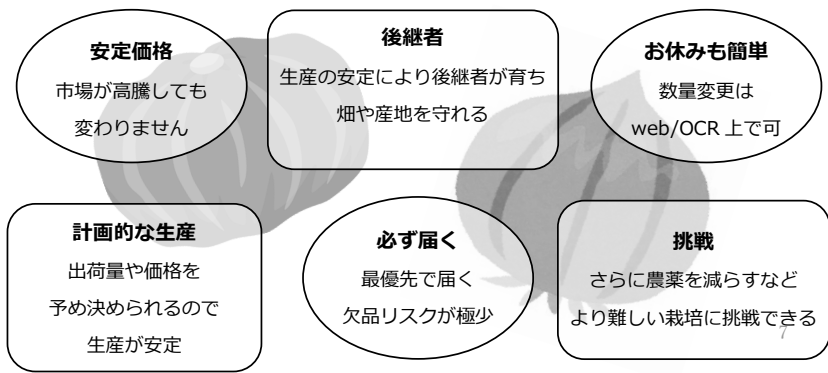 安定価格
市場が高騰しても
変わりません
後継者
生産の安定により後継者が育ち
畑や産地を守れる
お休みも簡単
数量変更は
web/OCR 上で可
計画的な生産
出荷量や価格を
予め決められるので
生産が安定
必ず届く
最優先で届く
欠品リスクが極少
挑戦
さらに農薬を減らすなど
より難しい栽培に挑戦できる
7